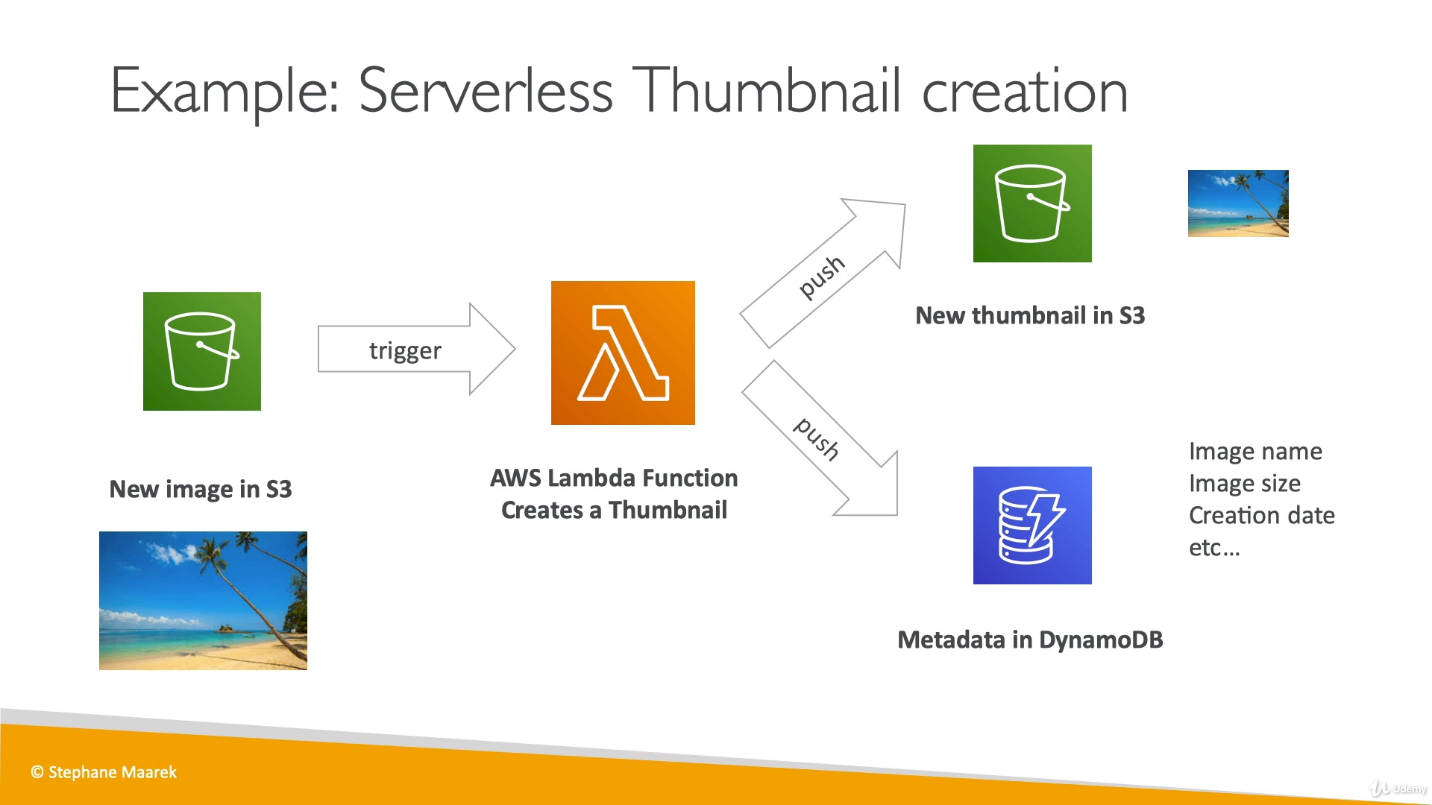 Example: Serverless Thumbnail creation
trigger
push
push
New image in S3
AWS Lambda Function
Creates a Thumbnail
New thumbnail in S3
Image name
Image size
Creation date
etc...
Metadata in DynamoDB
© Stephane Maarek
Udemy